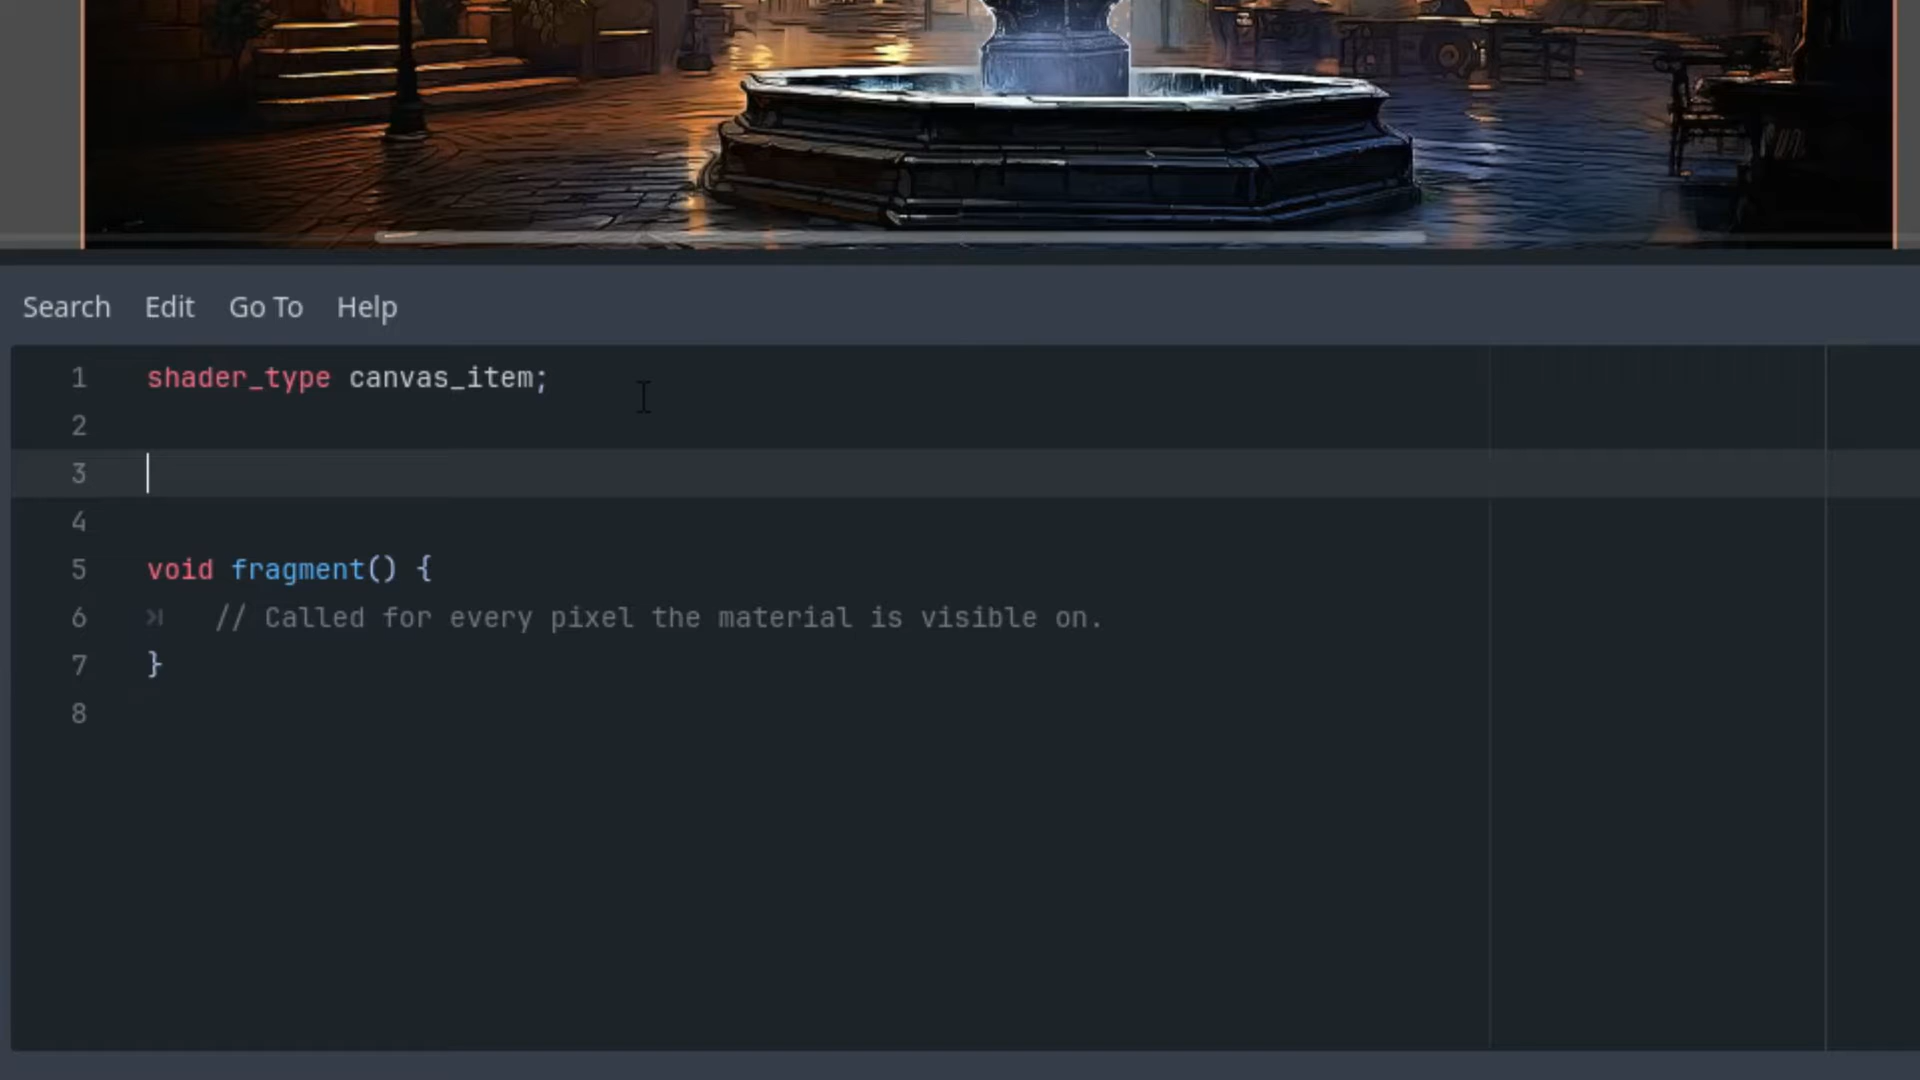 Search Edit Go To Help
1 shader_type canvas_item;
2
3
4
5 void fragment() {
6 // Called for every pixel the material is visible on.
7 }
8